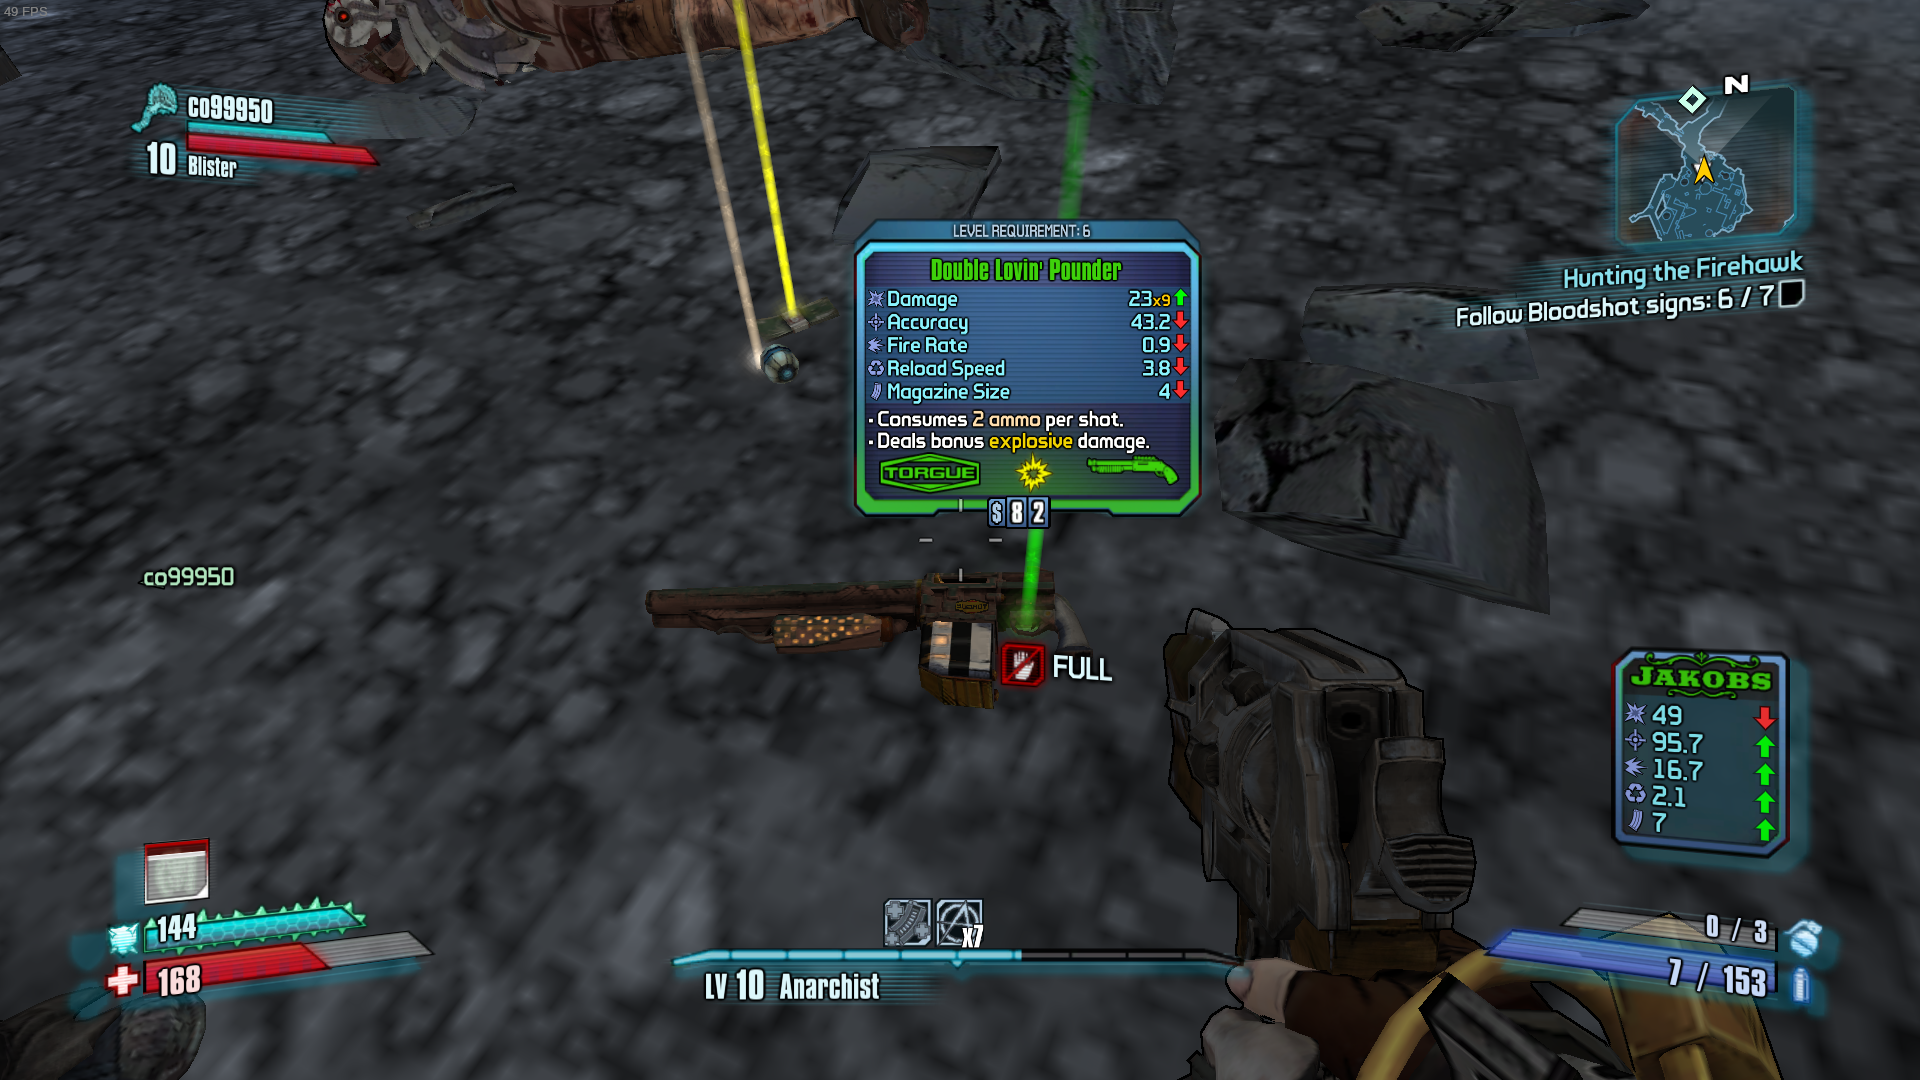 49 FPS
co99950
10 Blister
N
Hunting the Firehawk
Follow Bloodshot signs: 6 / 7
LEVEL REQUIREMENT: 6
Double Lovin' Pounder
Damage 23x9
Accuracy 43.2
Fire Rate 0.9
Reload Speed 3.8
Magazine Size 4
• Consumes 2 ammo per shot.
• Deals bonus explosive damage.
TORGUE
$82
co99950
FULL
JAKOBS
49
95.7
16.7
2.1
7
144
168
x7
LV 10 Anarchist
0 / 3
7 / 153